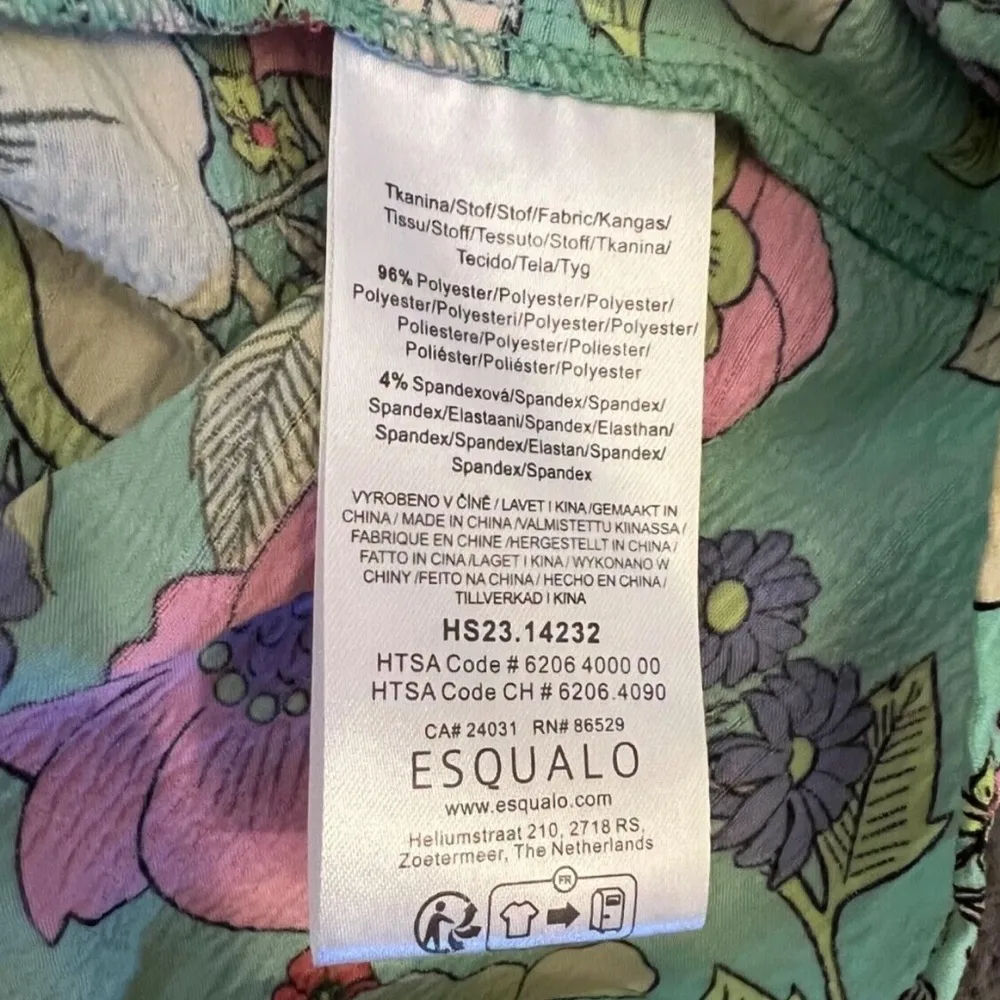 Tkanina/Stof/Stof/Fabric/Kangas/
Tissu/Stoff/Tessuto/Stoff/Tkanina/
Tecido/Tela/Tyg
96% Polyester/Polyester/Polyester/
Polyester/Polyesteri/Polyester/Polyester/
Poliestere/Polyester/Poliester/
Poliéster/Poliéster/Polyester
4% Spandexová/Spandex/Spandex/
Spandex/Elastaani/Spandex/Elasthan/
Spandex/Spandex/Elastan/Spandex/
Spandex/Spandex
VYROBENO V ČÍNĚ / LAVET I KINA /GEMAAKT IN
CHINA / MADE IN CHINA /VALMISTETTU KIINASSA /
FABRIQUE EN CHINE /HERGESTELLT IN CHINA /
FATTO IN CINA /LAGET I KINA / WYKONANO W
CHINY /FEITO NA CHINA / HECHO EN CHINA /
TILLVERKAD I KINA
HS23.14232
HTSA Code # 6206 4000 00
HTSA Code CH # 6206.4090
CA# 24031 RN# 86529
ESQUALO
www.esqualo.com
Heliumstraat 210, 2718 RS,
Zoetermeer, The Netherlands
FR